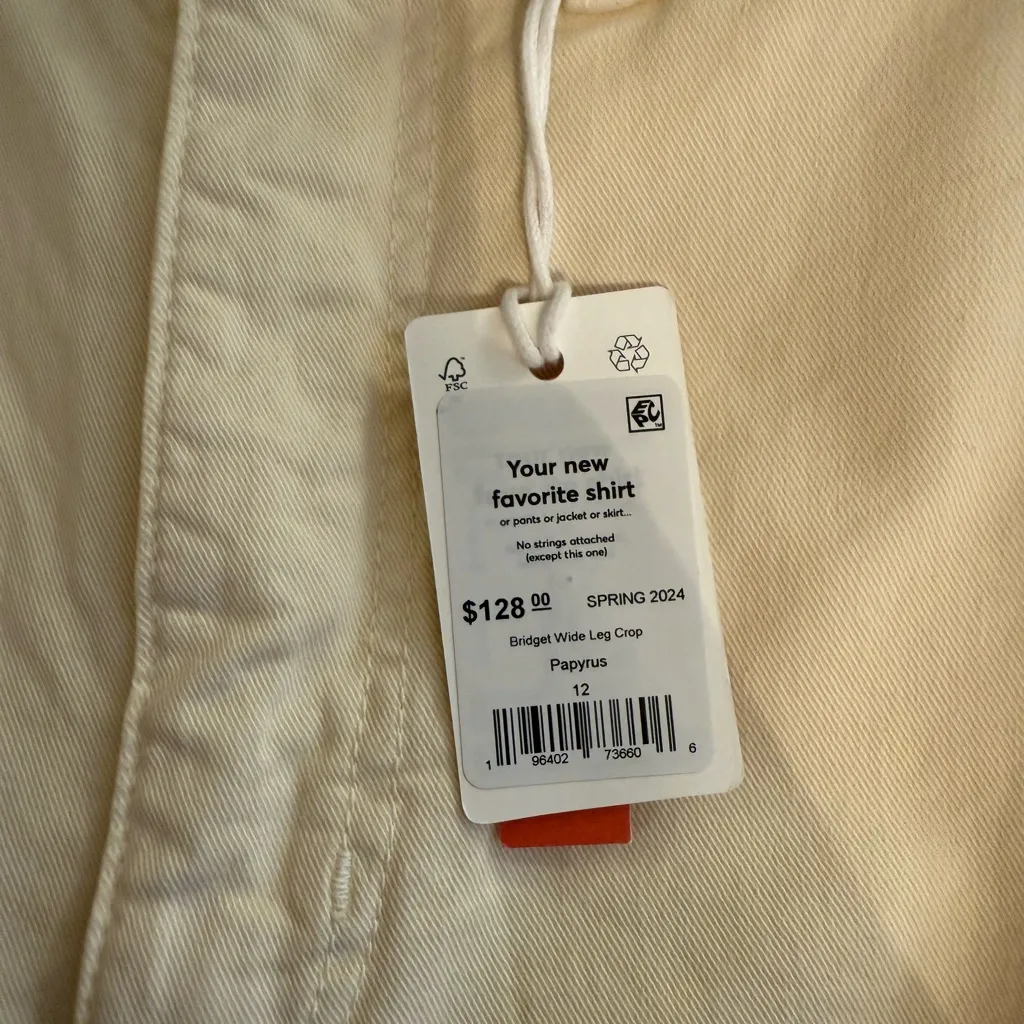 FSC
EPC
Your new
favorite shirt
or pants or jacket or skirt...
No strings attached
(except this one)
$128 00 SPRING 2024
Bridget Wide Leg Crop
Papyrus
12
1 96402 73660 6